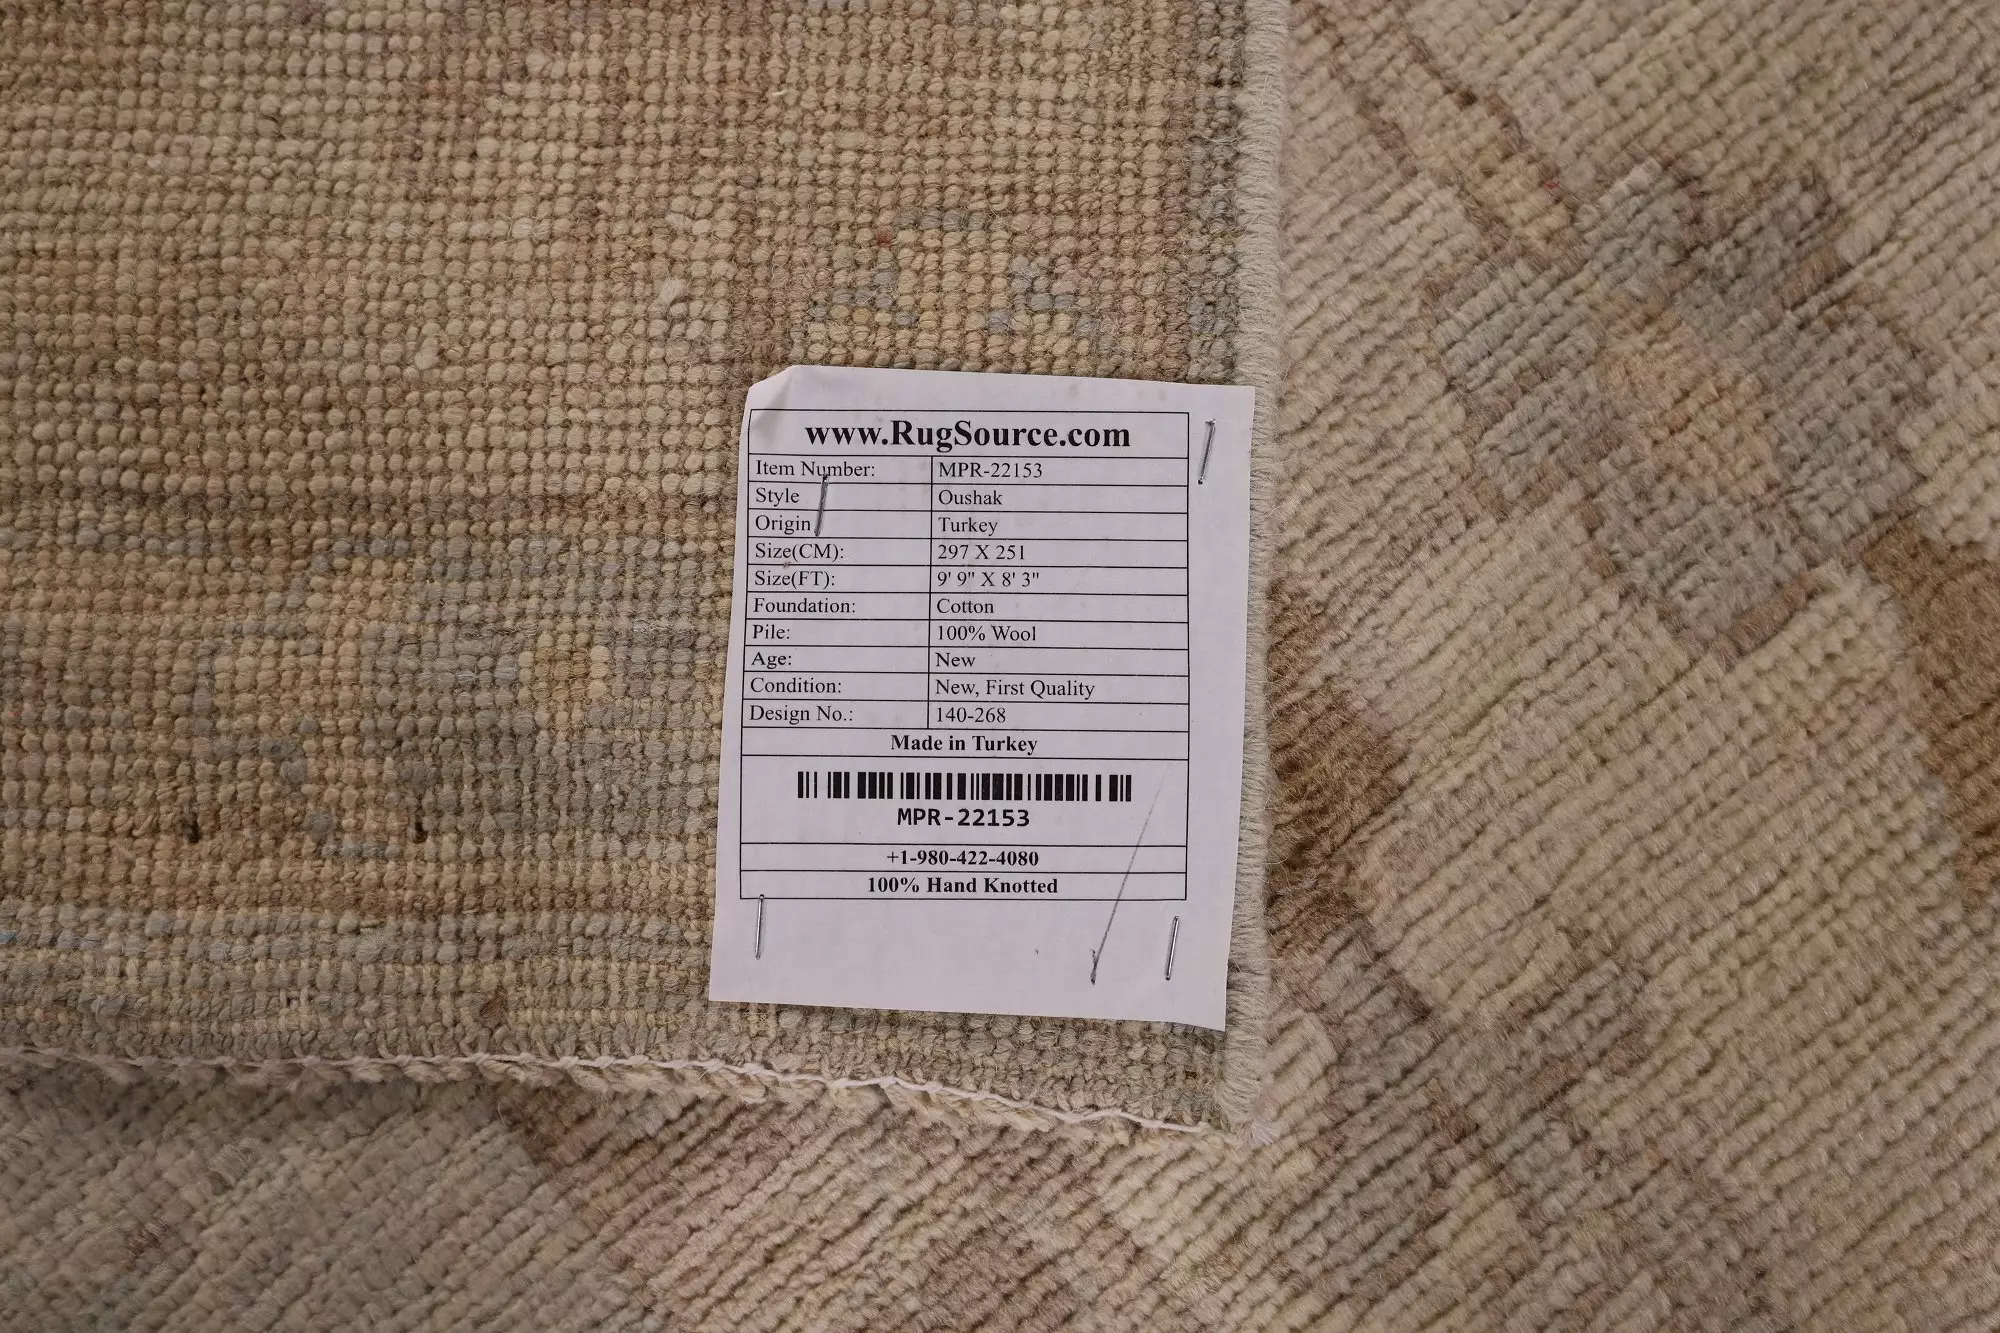 www.RugSource.com
Item Number: MPR-22153
Style Oushak
Origin Turkey
Size(CM): 297 X 251
Size(FT): 9' 9" X 8' 3"
Foundation: Cotton
Pile: 100% Wool
Age: New
Condition: New, First Quality
Design No.: 140-268
Made in Turkey
MPR-22153
+1-980-422-4080
100% Hand Knotted